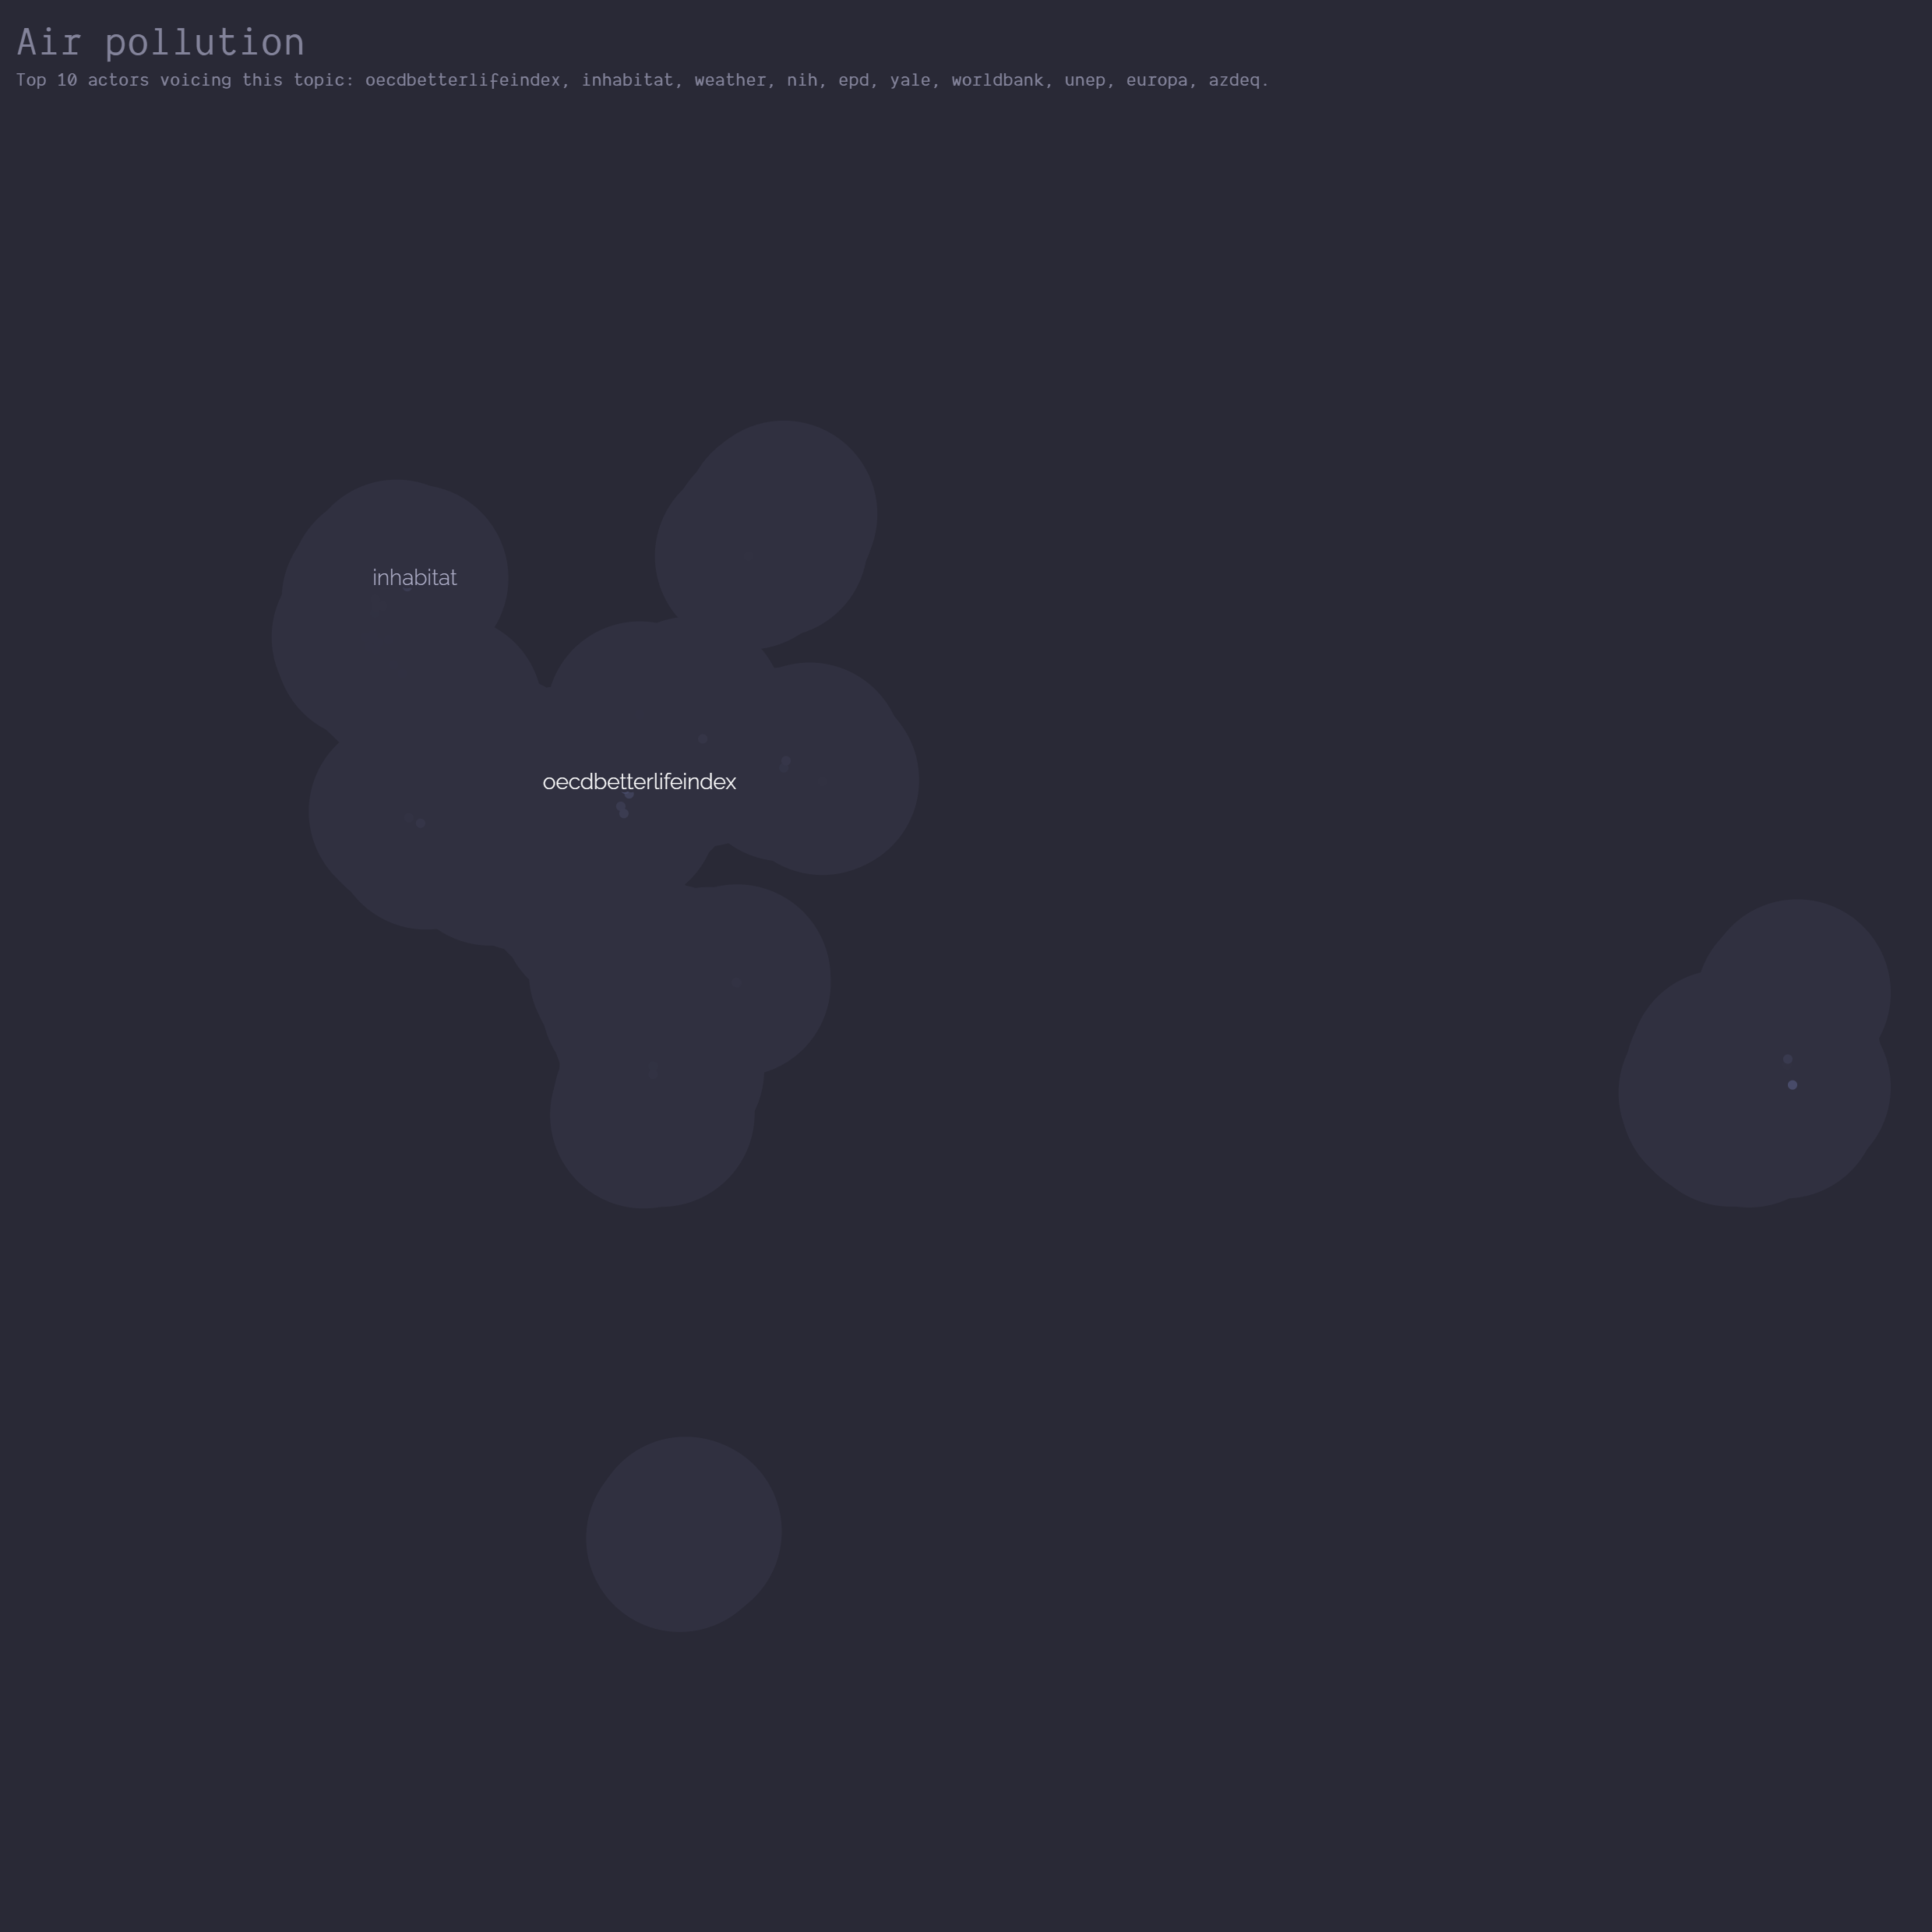 Air pollution
Top 10 actors voicing this topic: oecdbetterlifeindex, inhabitat, weather, nih, epd, yale, worldbank, unep, europa, azdeq.
inhabitat
oecdbetterlifeindex